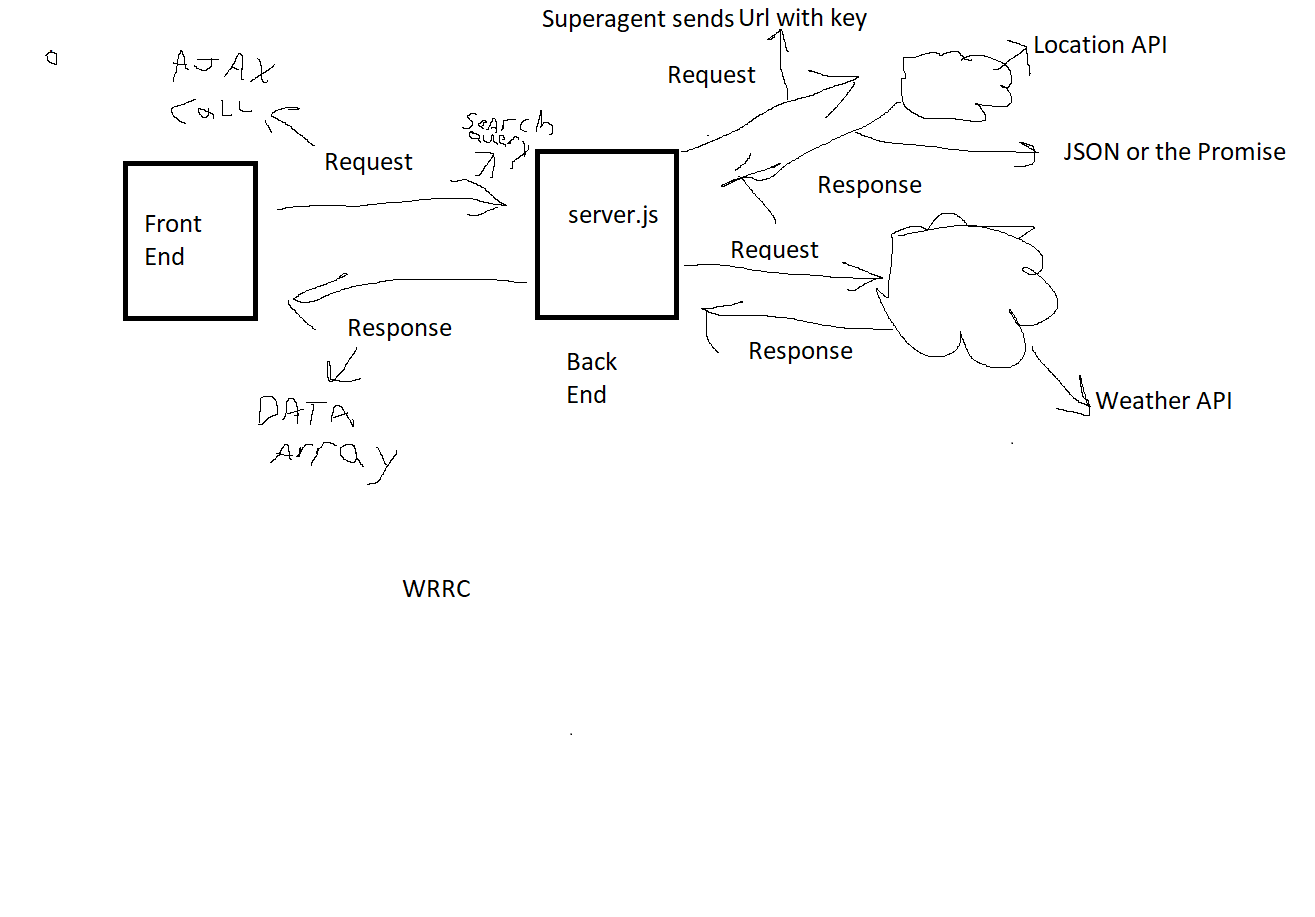 Superagent sends Url with key
Location API
AJAX
call
Request
search
query
Request
JSON or the Promise
Response
Front
End
server.js
Request
Response
Response
Back
End
Weather API
DATA
Array
WRRC